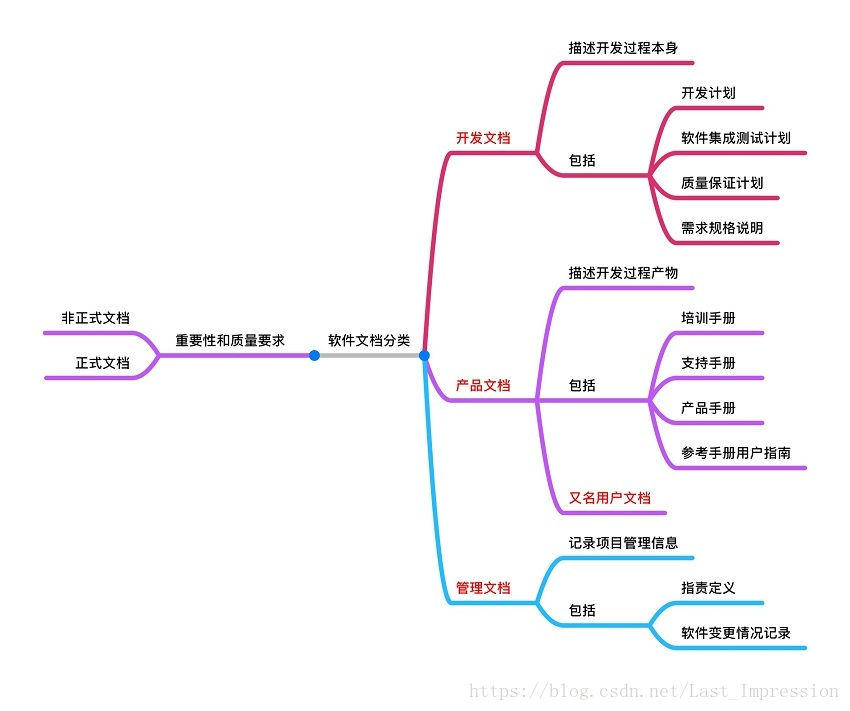 描述开发过程本身
开发计划
开发文档
软件集成测试计划
包括
质量保证计划
需求规格说明
描述开发过程产物
非正式文档
重要性和质量要求
软件文档分类
培训手册
正式文档
支持手册
产品文档
包括
产品手册
参考手册用户指南
又名用户文档
记录项目管理信息
管理文档
指责定义
包括
软件变更情况记录
https://blog.csdn.net/Last_Impression